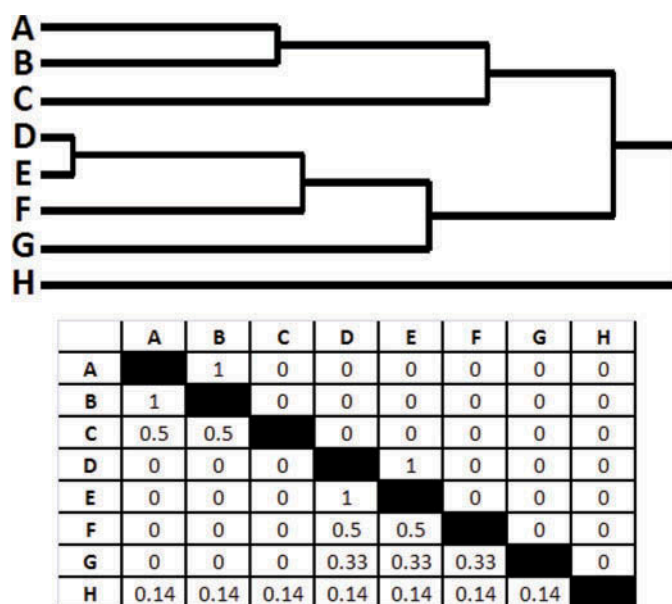 A
B
C
D
E
F
G
H
A B C D E F G H
A 1 0 0 0 0 0 0
B 1 0 0 0 0 0 0
C 0.5 0.5 0 0 0 0 0
D 0 0 0 1 0 0 0
E 0 0 0 1 0 0 0
F 0 0 0 0.5 0.5 0 0
G 0 0 0 0.33 0.33 0.33 0
H 0.14 0.14 0.14 0.14 0.14 0.14 0.14